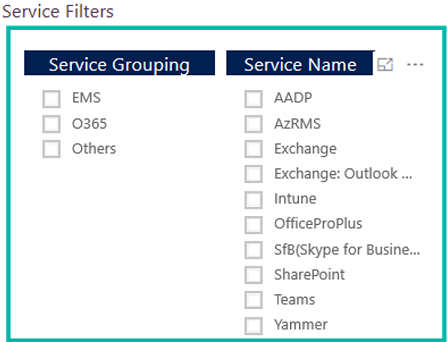 Service Filters
Service Grouping
EMS
O365
Others
Service Name
AADP
AzRMS
Exchange
Exchange: Outlook ...
Intune
OfficeProPlus
SfB(Skype for Busine...
SharePoint
Teams
Yammer